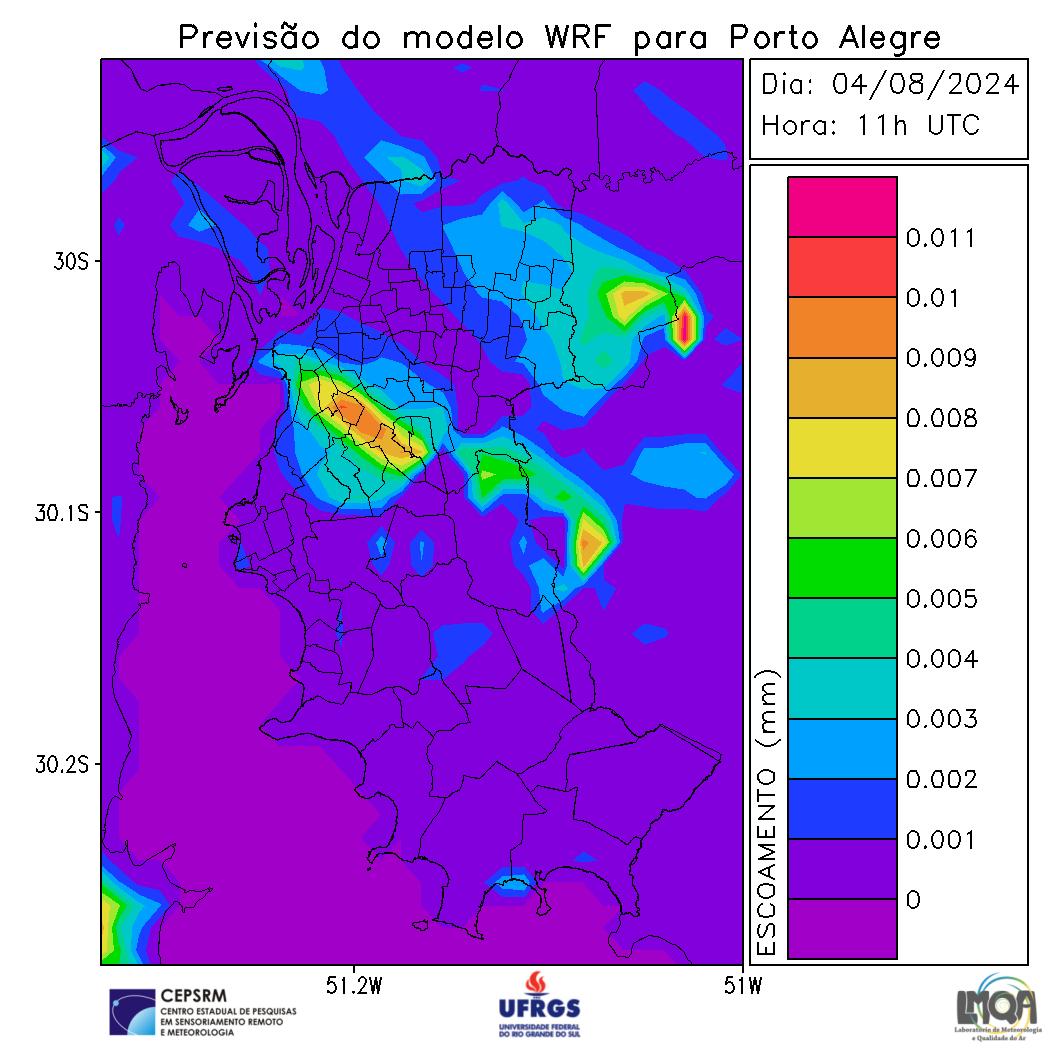 Previsão do modelo WRF para Porto Alegre
Dia: 04/08/2024
Hora: 11h UTC
30S
30.1S
30.2S
51.2W
51W
ESCOAMENTO (mm)
0.011
0.01
0.009
0.008
0.007
0.006
0.005
0.004
0.003
0.002
0.001
0
CEPSRM
CENTRO ESTADUAL DE PESQUISAS
EM SENSORIAMENTO REMOTO
E METEOROLOGIA
UFRGS
UNIVERSIDADE FEDERAL
DO RIO GRANDE DO SUL
LMQA
Laboratório de Meteorologia
e Qualidade do Ar